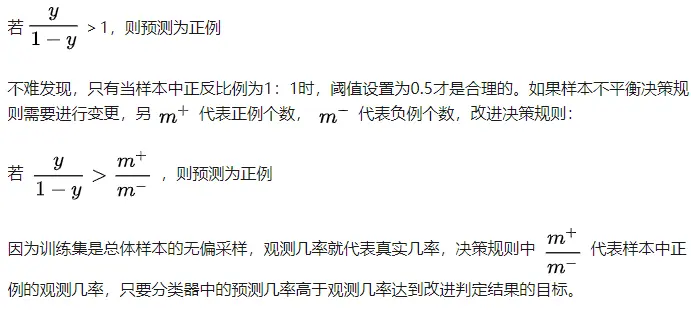 若 $\frac{y}{1-y}$ > 1，则预测为正例
不难发现，只有当样本中正反比例为1：1时，阈值设置为0.5才是合理的。如果样本不平衡决策规
则需要进行变更，另 $m^+$ 代表正例个数， $m^-$ 代表负例个数，改进决策规则：
若 $\frac{y}{1-y} > \frac{m^+}{m^-}$ ，则预测为正例
因为训练集是总体样本的无偏采样，观测几率就代表真实几率，决策规则中 $\frac{m^+}{m^-}$ 代表样本中正
例的观测几率，只要分类器中的预测几率高于观测几率达到改进判定结果的目标。